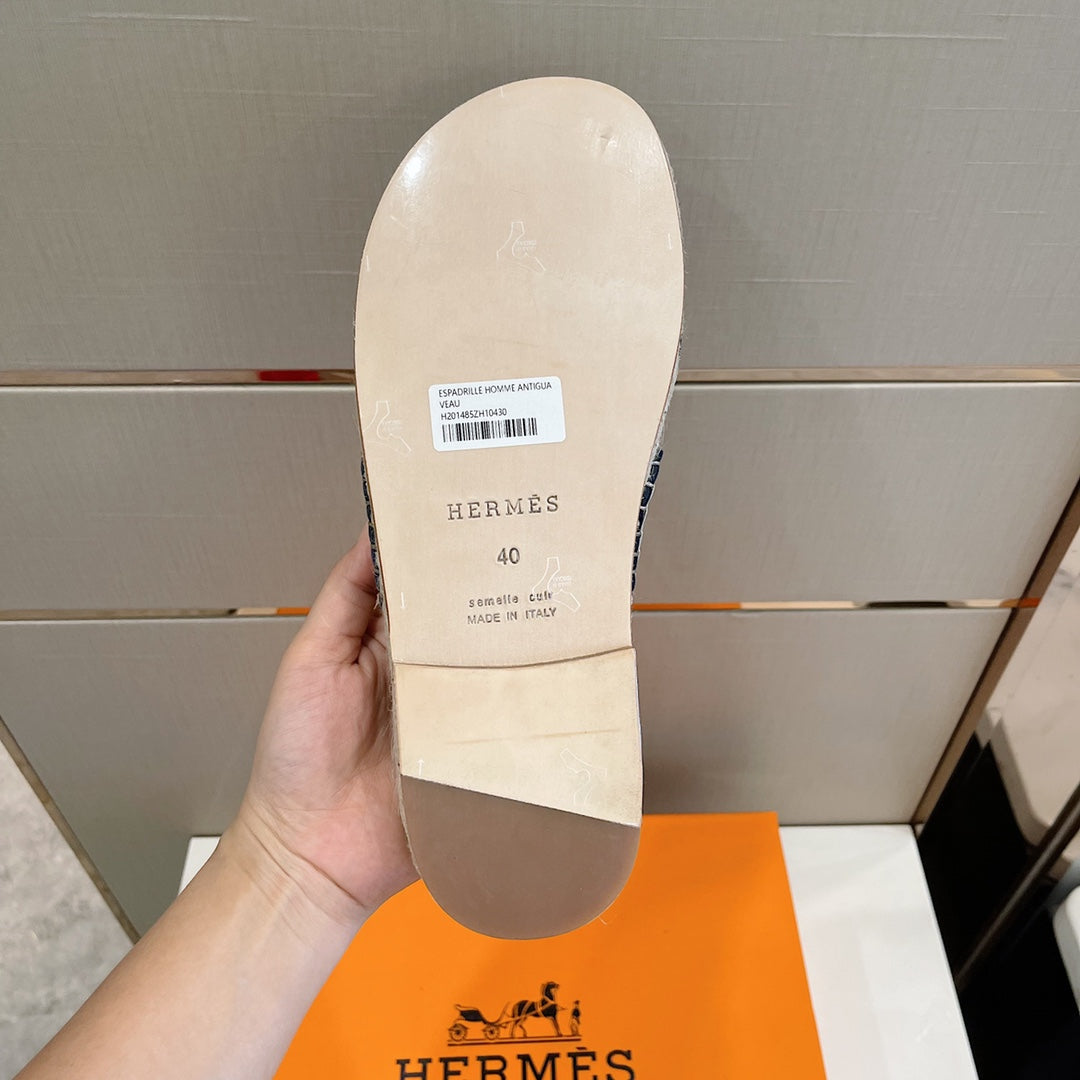 ESPADRILLE HOMME ANTIGUA
VEAU
H201485ZH10430
HERMÈS
40
semelle cuir
MADE IN ITALY
HERMÈS